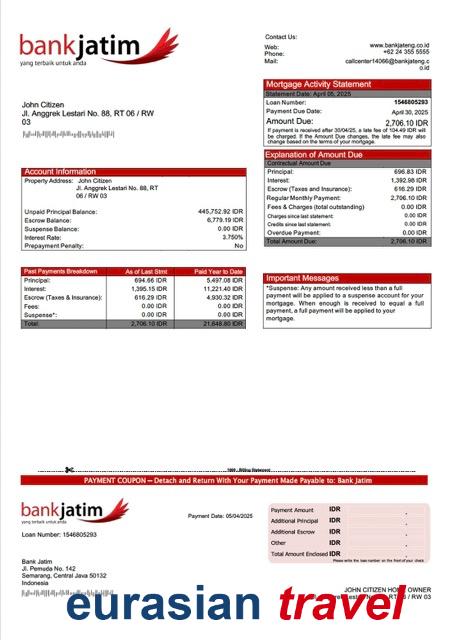 bankjatim
yang terbaik untuk anda
Contact Us:
Web: www.bankjateng.co.id
Phone: +62 24 355 5555
Mail: callcenter14066@bankjateng.c
o.id
Mortgage Activity Statement
Statement Date: April 05, 2025
Loan Number: 1546805293
Payment Due Date: April 30, 2025
Amount Due: 2,706.10 IDR
If payment is received after 30/04/25, a late fee of 104.49 IDR will
be charged. If the Amount Due changes, the late fee may also
change based on the terms of your mortgage.
John Citizen
Jl. Anggrek Lestari No. 88, RT 06 / RW
03
Explanation of Amount Due
Contractual Amount Due
Principal: 696.83 IDR
Interest: 1,392.98 IDR
Escrow (Taxes and Insurance): 616.29 IDR
Regular Monthly Payment: 2,706.10 IDR
Fees & Charges (total outstanding) 0.00 IDR
Charges since last statement: 0.00 IDR
Credits since last statement: 0.00 IDR
Overdue Payment: 0.00 IDR
Total Amount Due: 2,706.10 IDR
Account Information
Property Address: John Citizen
Jl. Anggrek Lestari No. 88, RT
06 / RW 03
Unpaid Principal Balance: 445,752.92 IDR
Escrow Balance: 6,779.19 IDR
Suspense Balance: 0.00 IDR
Interest Rate: 3.750%
Prepayment Penalty: No
Past Payments Breakdown As of Last Stmt Paid Year to Date
Principal: 694.66 IDR 5,497.08 IDR
Interest: 1,395.15 IDR 11,221.40 IDR
Escrow (Taxes & Insurance): 616.29 IDR 4,930.32 IDR
Fees: 0.00 IDR 0.00 IDR
Suspense*: 0.00 IDR 0.00 IDR
Total: 2,706.10 IDR 21,648.80 IDR
Important Messages
*Suspense: Any amount received less than a full
payment will be applied to a suspense account for your
mortgage. When enough is received to equal a full
payment, a full payment will be applied to your
mortgage.
PAYMENT COUPON – Detach and Return With Your Payment Made Payable to: Bank Jatim
bankjatim
yang terbaik untuk anda
Payment Date: 05/04/2025
Loan Number: 1546805293
Payment Amount IDR
Additional Principal IDR
Additional Escrow IDR
Other IDR
Total Amount Enclosed IDR
Please write the loan number on the front of your check
Bank Jatim
Jl. Pemuda No. 142
Semarang, Central Java 50132
Indonesia
JOHN CITIZEN HOMEOWNER
RW 03
eurasian travel